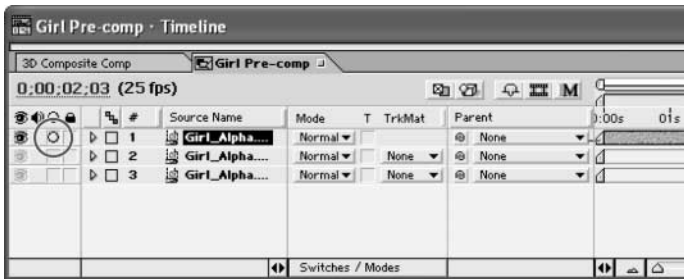 Girl Pre-comp · Timeline
3D Composite Comp Girl Pre-comp
0;00;02;03 (25 fps) M
# Source Name Mode T TrkMat Parent ):00s 01s
1 Girl_Alpha.... Normal None
2 Girl_Alpha.... Normal None None
3 Girl_Alpha.... Normal None None
Switches / Modes